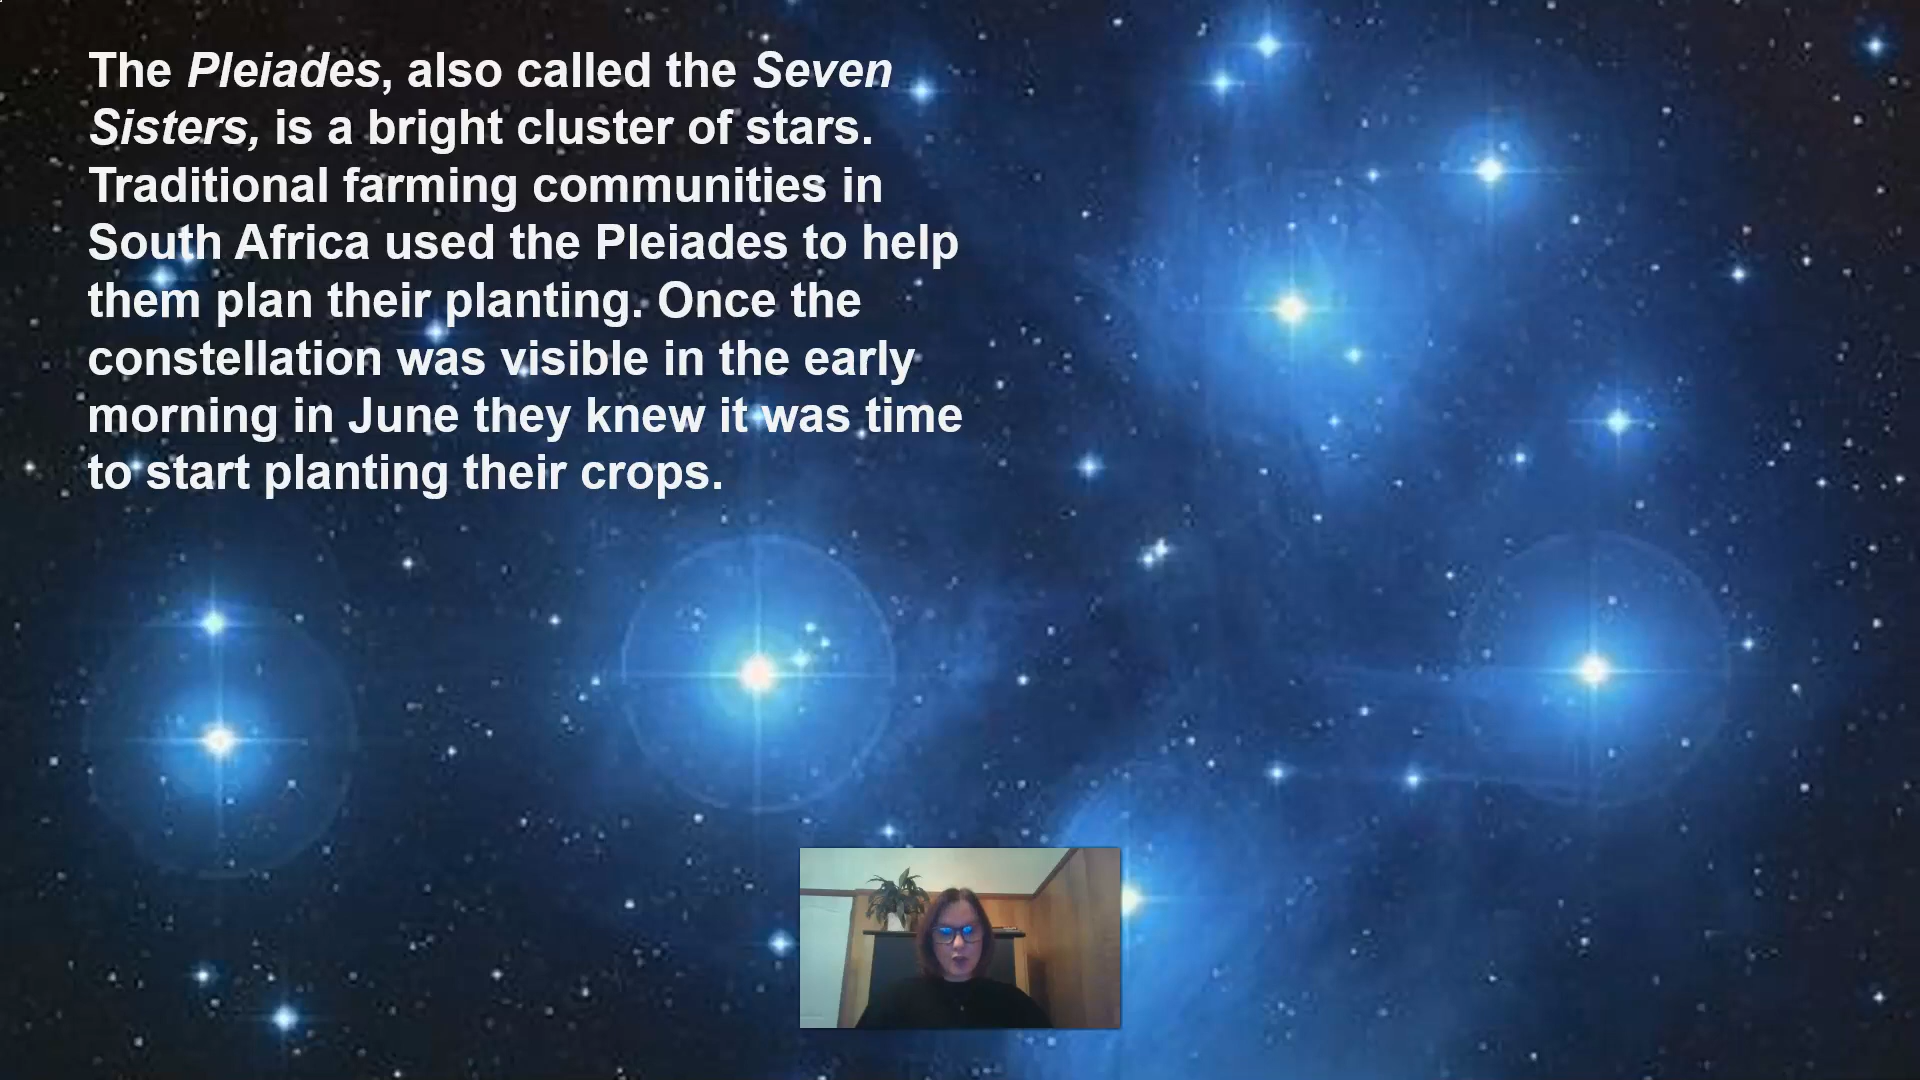 The Pleiades, also called the Seven
Sisters, is a bright cluster of stars.
Traditional farming communities in
South Africa used the Pleiades to help
them plan their planting. Once the
constellation was visible in the early
morning in June they knew it was time
to start planting their crops.